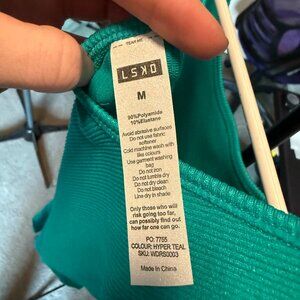 LSKD
M
90%Polyamide
10%Elastane
Avoid abrasive surfaces
Do not use fabric
softener
Cold machine wash with
like colours
Use garment washing
bag
Do not iron
Do not tumble dry
Do not dry clean
Do not bleach
Line dry in shade
Only those who will
risk going too far,
can possibly find out
how far one can go.
PO: 7755
COLOUR: HYPER TEAL
SKU: WDRS0003
Made in China